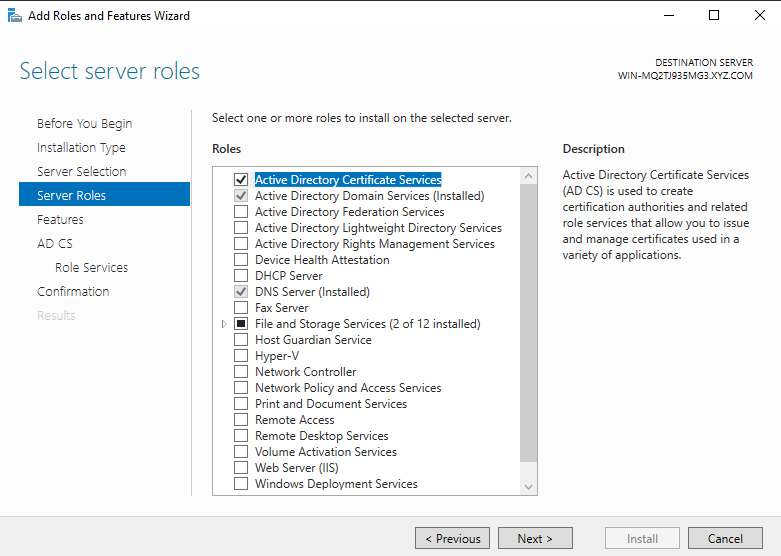 Add Roles and Features Wizard
Select server roles
DESTINATION SERVER
WIN-MQ2TJ935MG3.XYZ.COM
Before You Begin
Installation Type
Server Selection
Server Roles
Features
AD CS
Role Services
Confirmation
Results
Select one or more roles to install on the selected server.
Roles
Active Directory Certificate Services
Active Directory Domain Services (Installed)
Active Directory Federation Services
Active Directory Lightweight Directory Services
Active Directory Rights Management Services
Device Health Attestation
DHCP Server
DNS Server (Installed)
Fax Server
File and Storage Services (2 of 12 installed)
Host Guardian Service
Hyper-V
Network Controller
Network Policy and Access Services
Print and Document Services
Remote Access
Remote Desktop Services
Volume Activation Services
Web Server (IIS)
Windows Deployment Services
Description
Active Directory Certificate Services
(AD CS) is used to create
certification authorities and related
role services that allow you to issue
and manage certificates used in a
variety of applications.
< Previous
Next >
Install
Cancel